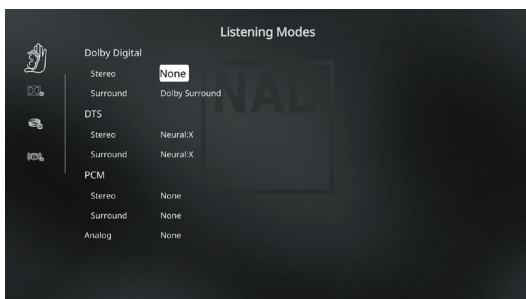 Listening Modes
Dolby Digital
Stereo None
Surround Dolby Surround
DTS
Stereo Neural:X
Surround Neural:X
PCM
Stereo None
Surround None
Analog None
NAD